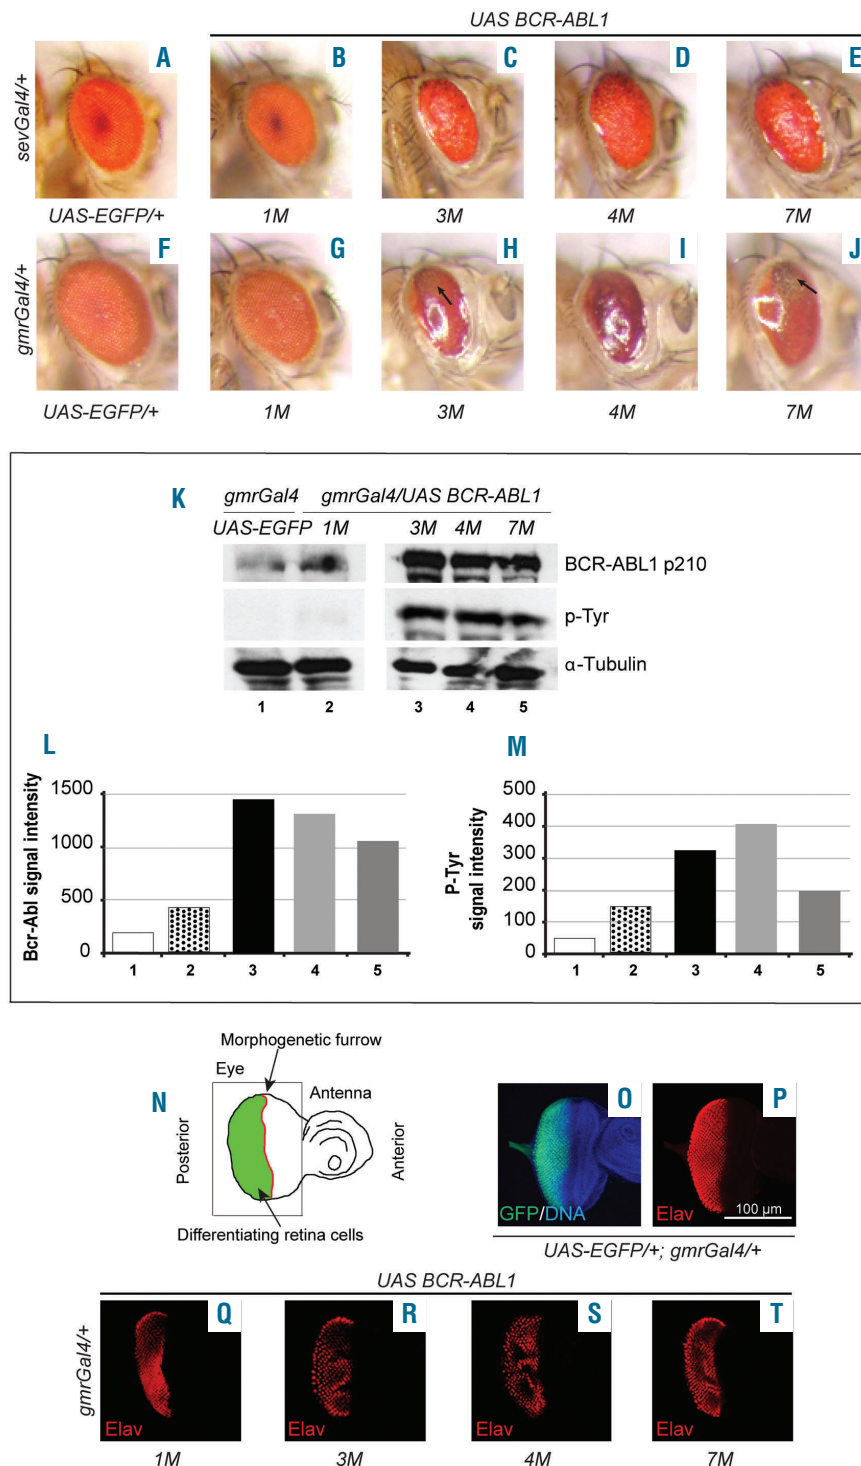 UAS BCR-ABL1
A B C D E
sevGal4/+
UAS-EGFP/+ 1M 3M 4M 7M
F G H I J
gmrGal4/+
UAS-EGFP/+ 1M 3M 4M 7M
K
gmrGal4 gmrGal4/UAS BCR-ABL1
UAS-EGFP 1M 3M 4M 7M
BCR-ABL1 p210
p-Tyr
α-Tubulin
1 2 3 4 5
L
Bcr-Abl signal intensity
1500
1000
500
0
1 2 3 4 5
M
P-Tyr
signal intensity
500
400
300
200
100
0
1 2 3 4 5
N
Morphogenetic furrow
Eye
Antenna
Posterior
Anterior
Differentiating retina cells
O P
GFP/DNA Elav 100 µm
UAS-EGFP/+; gmrGal4/+
UAS BCR-ABL1
Q R S T
gmrGal4/+
Elav Elav Elav Elav
1M 3M 4M 7M